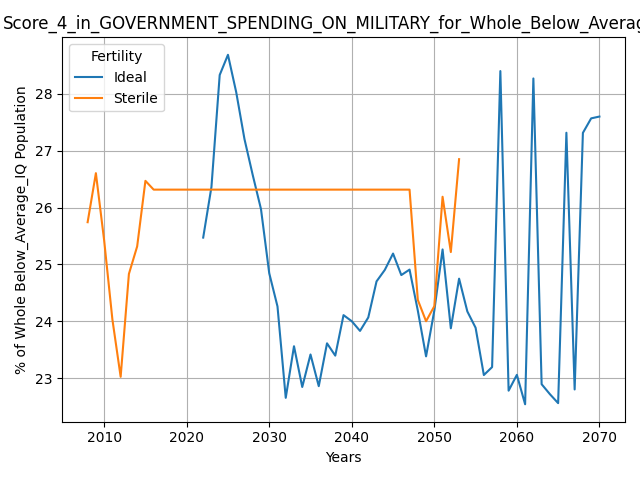 Score_4_in_GOVERNMENT_SPENDING_ON_MILITARY_for_Whole_Below_Averag
Fertility
Ideal
Sterile
% of Whole Below_Average_IQ Population
28
27
26
25
24
23
2010 2020 2030 2040 2050 2060 2070
Years